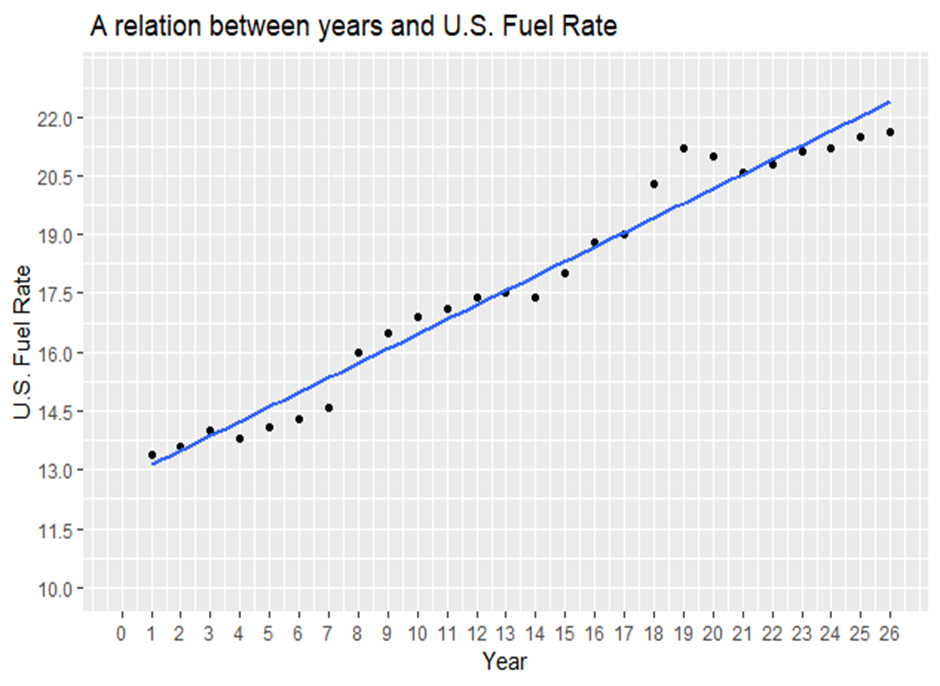 A relation between years and U.S. Fuel Rate
U.S. Fuel Rate
22.0
20.5
19.0
17.5
16.0
14.5
13.0
11.5
10.0
0 1 2 3 4 5 6 7 8 9 10 11 12 13 14 15 16 17 18 19 20 21 22 23 24 25 26
Year